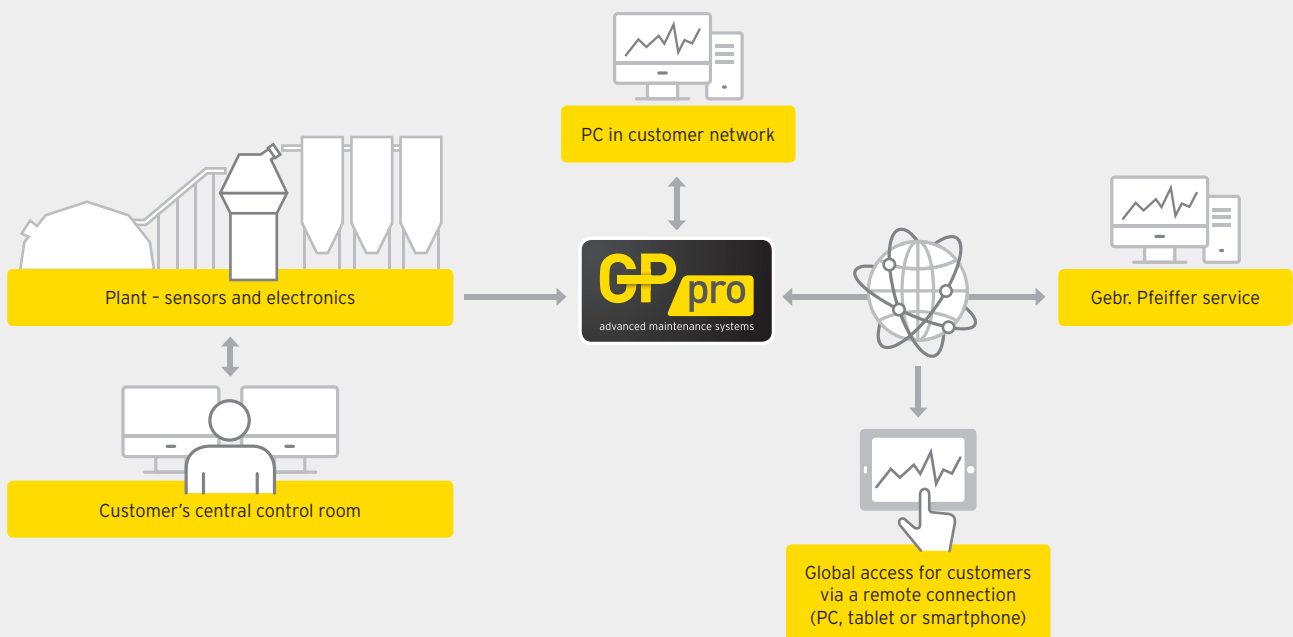 PC in customer network
Plant – sensors and electronics
GP pro
advanced maintenance systems
Gebr. Pfeiffer service
Customer's central control room
Global access for customers
via a remote connection
(PC, tablet or smartphone)